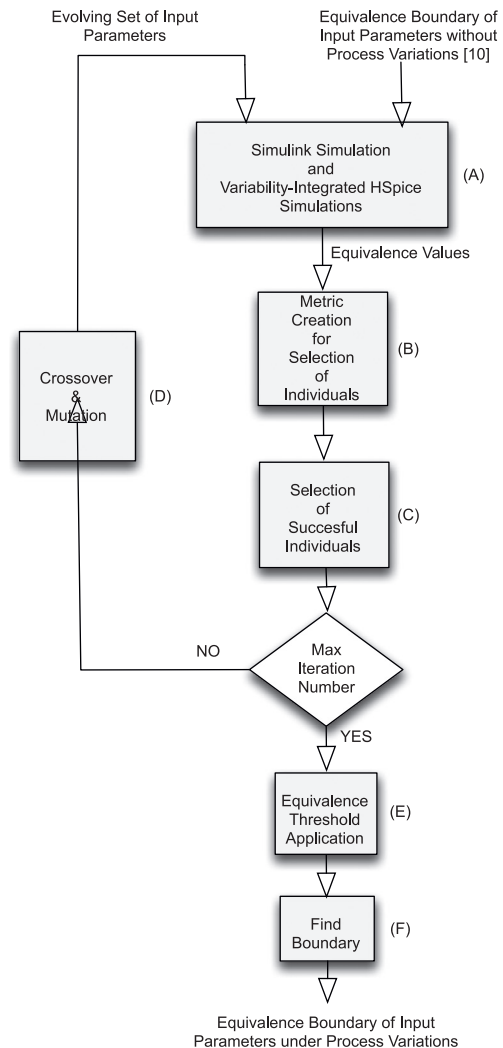 Evolving Set of Input
Parameters
Equivalence Boundary of
Input Parameters without
Process Variations [10]
Simulink Simulation
and
Variability-Integrated HSpice
Simulations
(A)
Equivalence Values
Metric
Creation
for
Selection
of
Individuals
(B)
Crossover
&
Mutation
(D)
Selection
of
Succesful
Individuals
(C)
NO
Max
Iteration
Number
YES
Equivalence
Threshold
Application
(E)
Find
Boundary
(F)
Equivalence Boundary of Input
Parameters under Process Variations